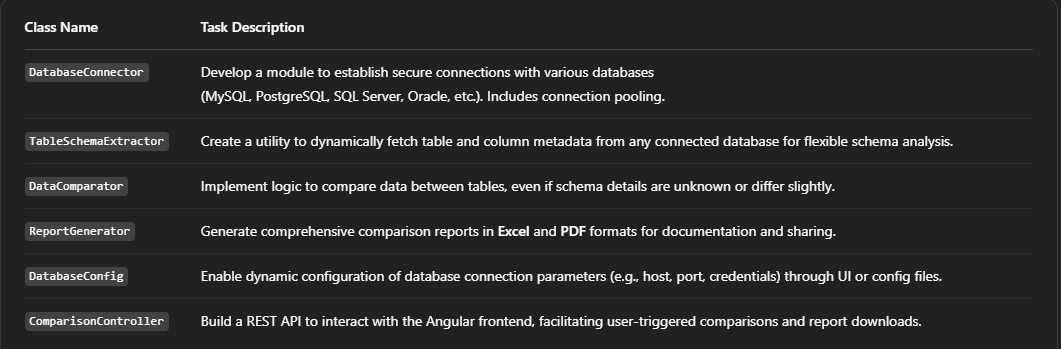 Class Name Task Description
DatabaseConnector Develop a module to establish secure connections with various databases
(MySQL, PostgreSQL, SQL Server, Oracle, etc.). Includes connection pooling.
TableSchemaExtractor Create a utility to dynamically fetch table and column metadata from any connected database for flexible schema analysis.
DataComparator Implement logic to compare data between tables, even if schema details are unknown or differ slightly.
ReportGenerator Generate comprehensive comparison reports in Excel and PDF formats for documentation and sharing.
DatabaseConfig Enable dynamic configuration of database connection parameters (e.g., host, port, credentials) through UI or config files.
ComparisonController Build a REST API to interact with the Angular frontend, facilitating user-triggered comparisons and report downloads.